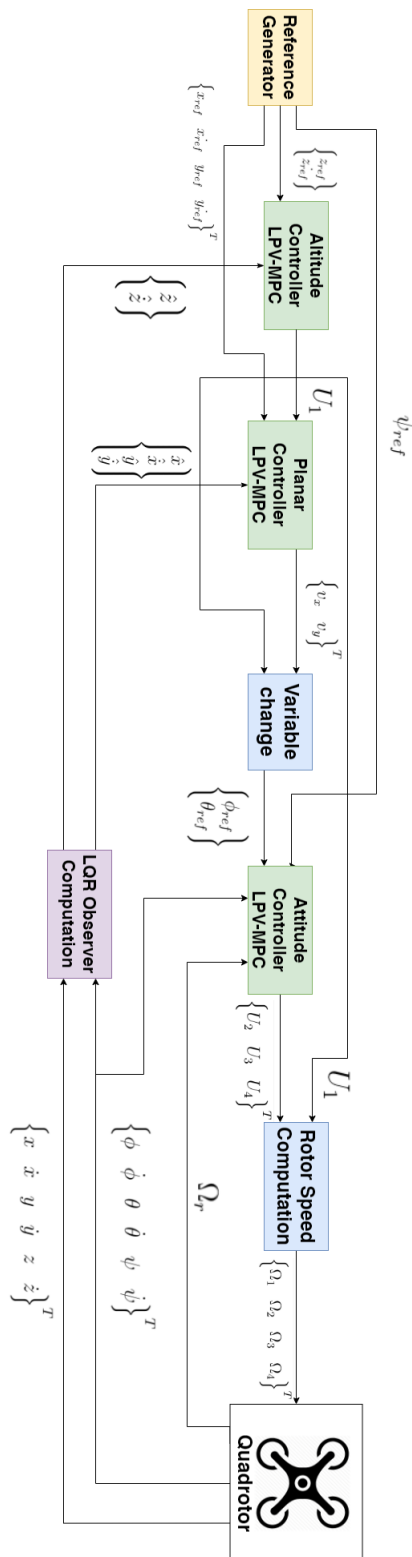 ψ_ref
Reference
Generator
{z_ref
ż_ref}
{x_ref ẋ_ref y_ref ẏ_ref}^T
Altitude
Controller
LPV-MPC
{ẑ
ẑ̇}
U_1
Planar
Controller
LPV-MPC
{x̂
x̂̇
ŷ
ŷ̇}
{v_x v_y}^T
Variable
change
{ϕ_ref
θ_ref}
Attitude
Controller
LPV-MPC
LQR Observer
Computation
{U_2 U_3 U_4}^T
U_1
Rotor Speed
Computation
Ω_r
{ϕ ϕ̇ θ θ̇ ψ ψ̇}^T
{x ẋ y ẏ z ż}^T
{Ω_1 Ω_2 Ω_3 Ω_4}^T
Quadrotor